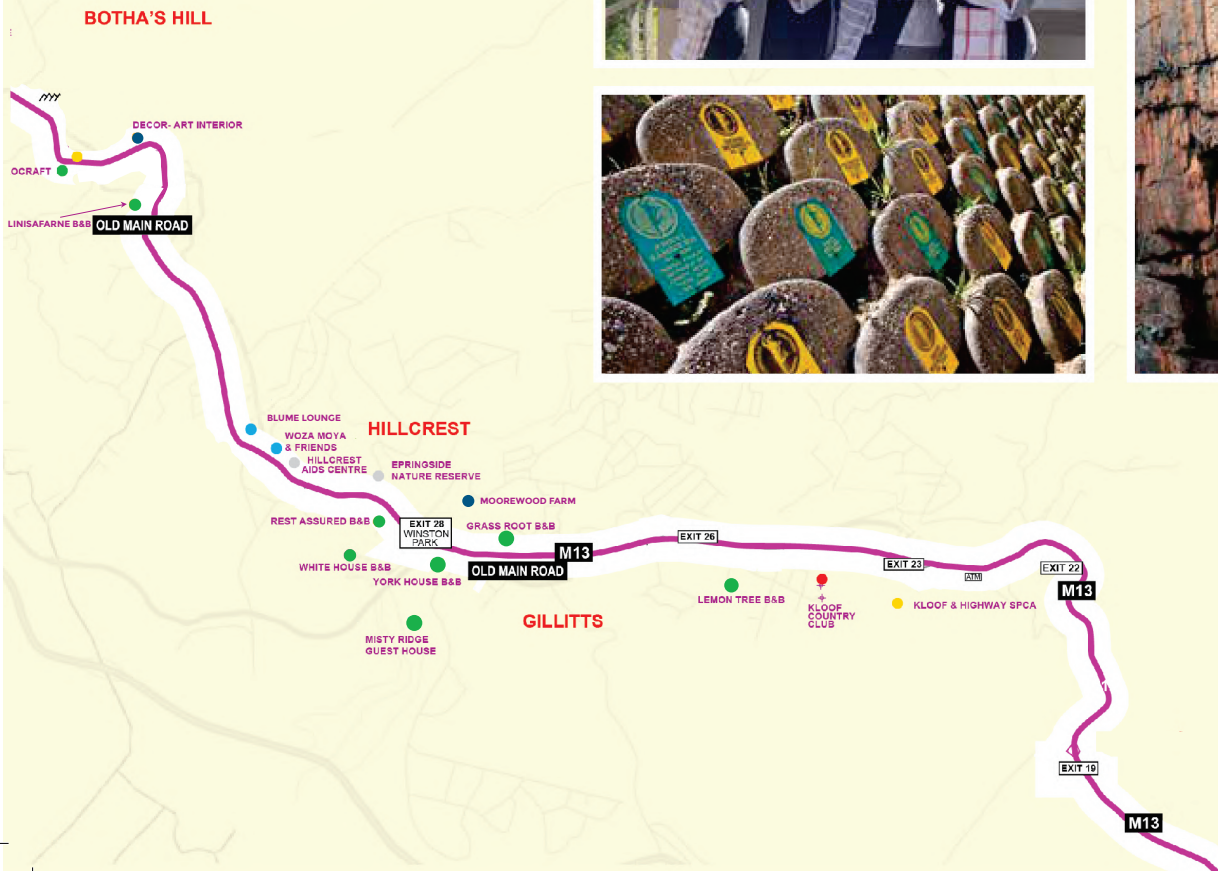 BOTHA'S HILL
DECOR- ART INTERIOR
OCRAFT
LINISAFARNE B&B
OLD MAIN ROAD
BLUME LOUNGE
WOZA MOYA
& FRIENDS
HILLCREST
AIDS CENTRE
HILLCREST
EPRINGSIDE
NATURE RESERVE
MOOREWOOD FARM
REST ASSURED B&B
EXIT 28
WINSTON
PARK
GRASS ROOT B&B
M13
OLD MAIN ROAD
WHITE HOUSE B&B
YORK HOUSE B&B
MISTY RIDGE
GUEST HOUSE
GILLITTS
EXIT 26
LEMON TREE B&B
KLOOF
COUNTRY
CLUB
EXIT 23
ATM
KLOOF & HIGHWAY SPCA
EXIT 22
M13
1
EXIT 19
M13